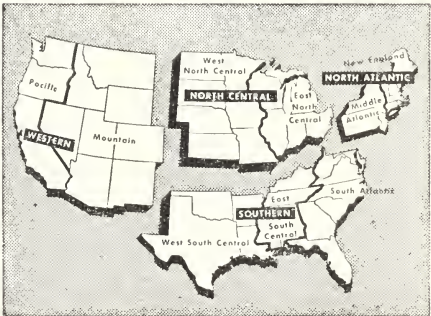 Pacific
WESTERN
Mountain
West
North Central
NORTH CENTRAL
East
North
Central
New England
NORTH ATLANTIC
Middle
Atlantic
South Atlantic
East
SOUTHERN
South
Central
West South Central